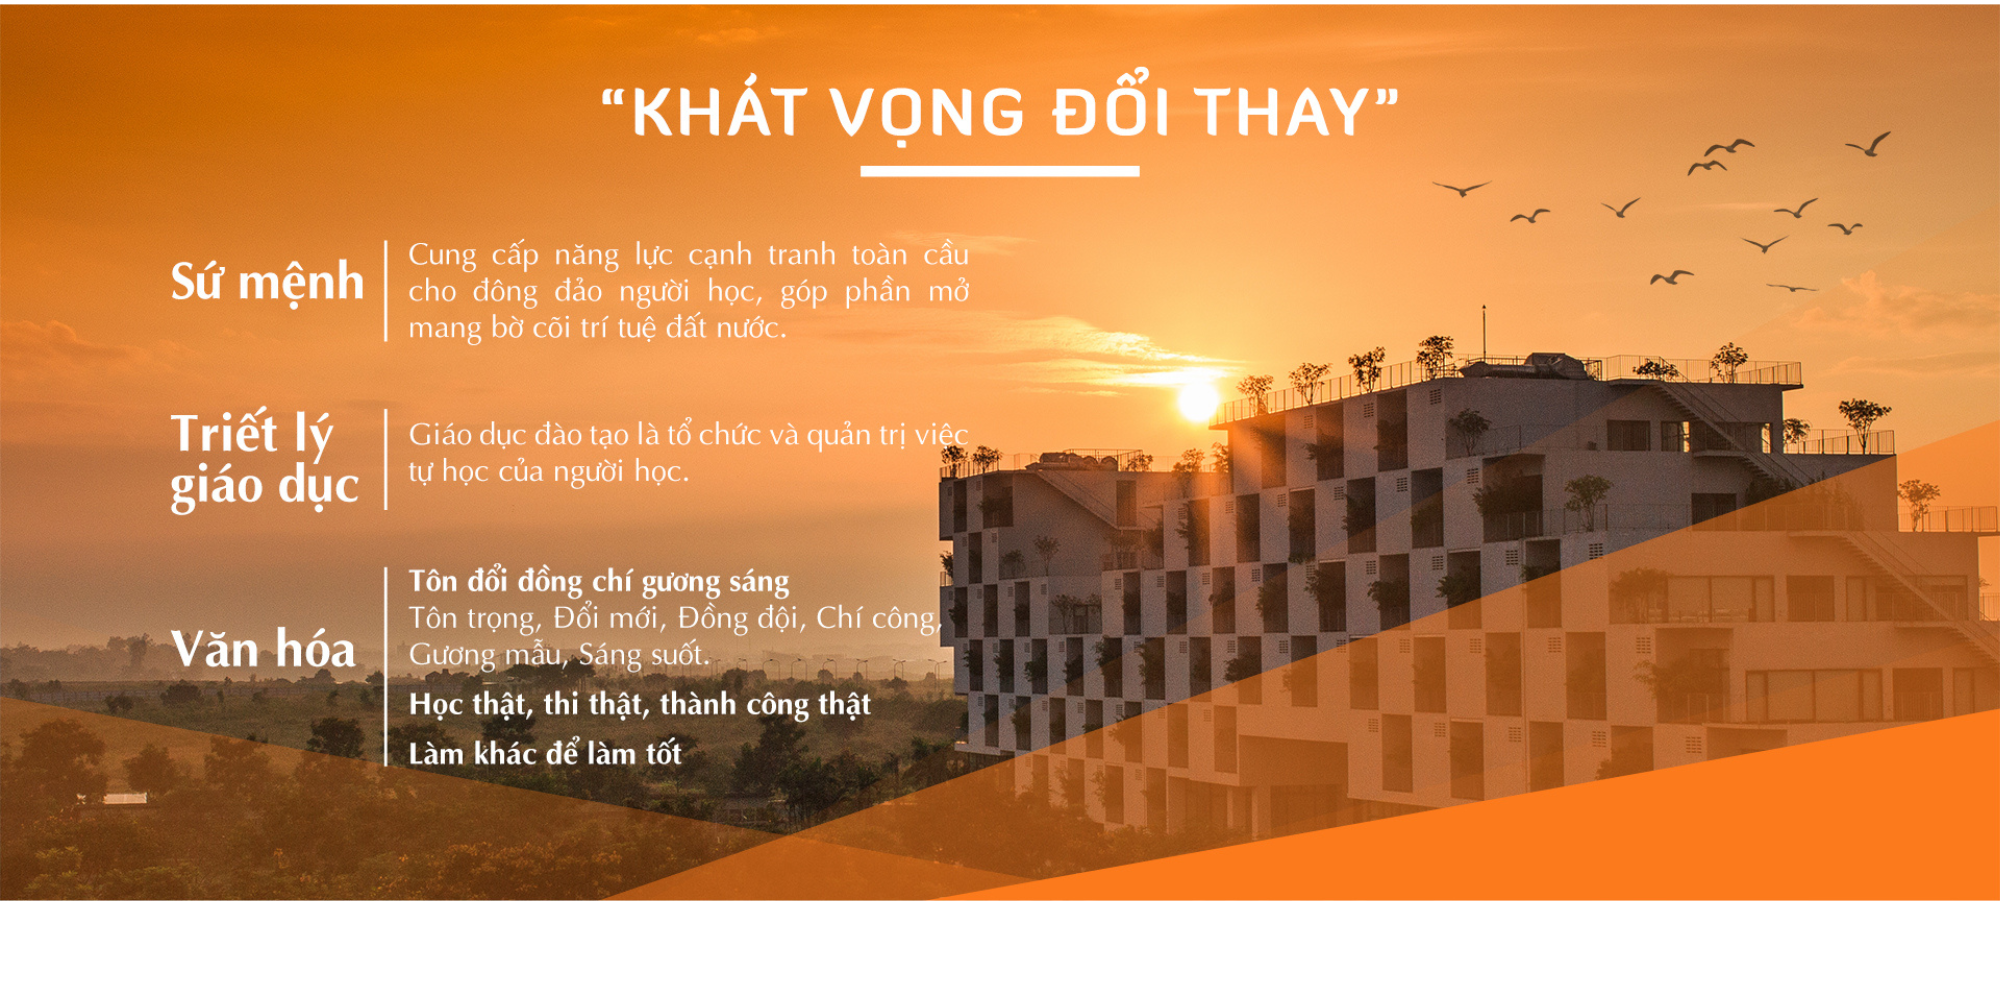 “KHÁT VỌNG ĐỔI THAY”
Sứ mệnh
Cung cấp năng lực cạnh tranh toàn cầu
cho đông đảo người học, góp phần mở
mang bờ cõi trí tuệ đất nước.
Triết lý
giáo dục
Giáo dục đào tạo là tổ chức và quản trị việc
tự học của người học.
Văn hóa
Tôn đổi đồng chí gương sáng
Tôn trọng, Đổi mới, Đồng đội, Chí công,
Gương mẫu, Sáng suốt.
Học thật, thi thật, thành công thật
Làm khác để làm tốt